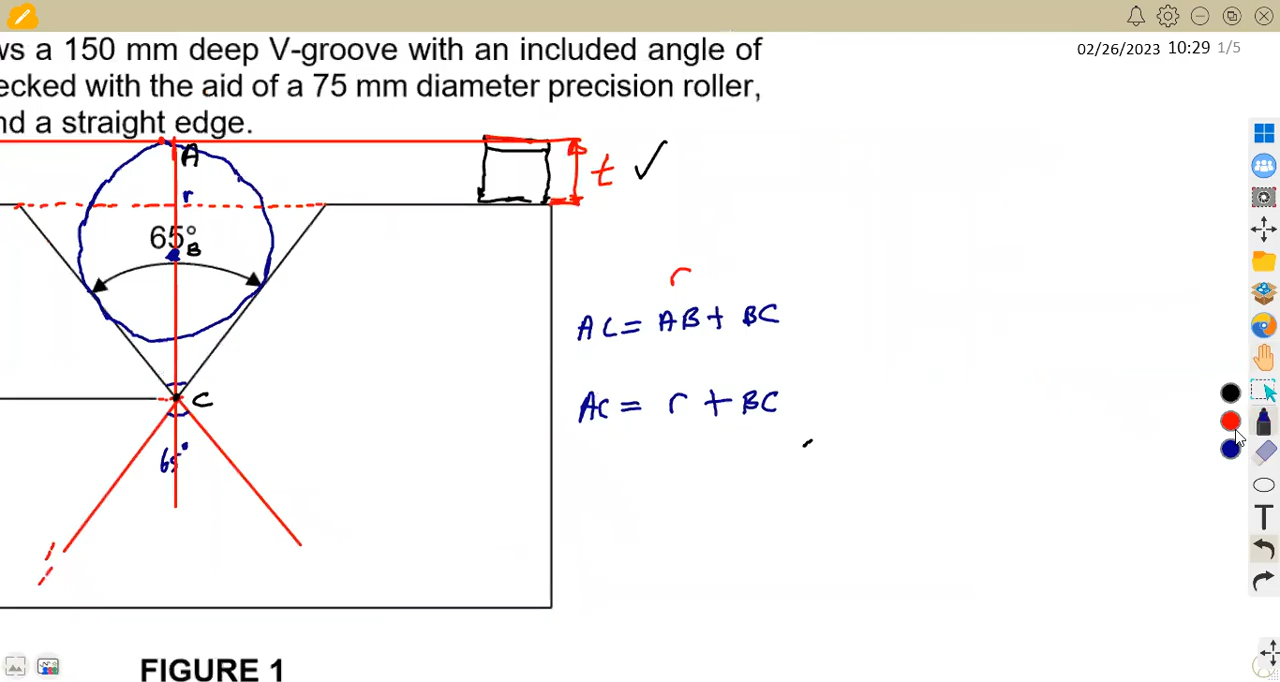 02/26/2023 10:29 1/5
ws a 150 mm deep V-groove with an included angle of
ecked with the aid of a 75 mm diameter precision roller,
nd a straight edge.
A
r
t ✓
65°
B
r
AC = AB + BC
C
AC = r + BC
65°
FIGURE 1
T